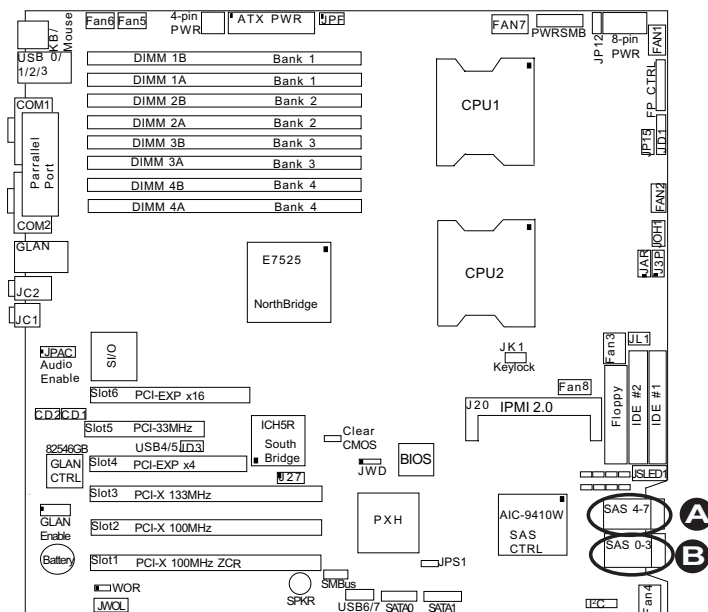 Fan6 Fan5
4-pin
PWR
ATX PWR
JPF
FAN7
PWRSMB
JP12
8-pin
PWR
FAN1
KB/
Mouse
USB 0/
1/2/3
DIMM 1B Bank 1
DIMM 1A Bank 1
DIMM 2B Bank 2
DIMM 2A Bank 2
DIMM 3B Bank 3
DIMM 3A Bank 3
DIMM 4B Bank 4
DIMM 4A Bank 4
CPU1
FP CTRL
JP15
JD1
COM1
Parrallel
Port
COM2
FAN2
GLAN
JOH1
JAR
J3P
E7525
NorthBridge
CPU2
JC2
JC1
JPAC
Audio
Enable
SI/O
JK1
Keylock
Fan3
JL1
Fan8
Slot6 PCI-EXP x16
J20
IPMI 2.0
Floppy
IDE #2
IDE #1
CD2 CD1
Slot5 PCI-33MHz
ICH5R
South
Bridge
Clear
CMOS
82546GB
GLAN
CTRL
USB4/5
JD3
Slot4 PCI-EXP x4
J27
JWD
BIOS
JSLED1
Slot3 PCI-X 133MHz
GLAN
Enable
PXH
AIC-9410W
SAS
CTRL
SAS 4-7
A
Slot2 PCI-X 100MHz
SAS 0-3
B
Battery
Slot1 PCI-X 100MHz ZCR
JPS1
WOR
JWOL
SPKR
SMBus
USB6/7
SATA0
SATA1
I²C
Fan4